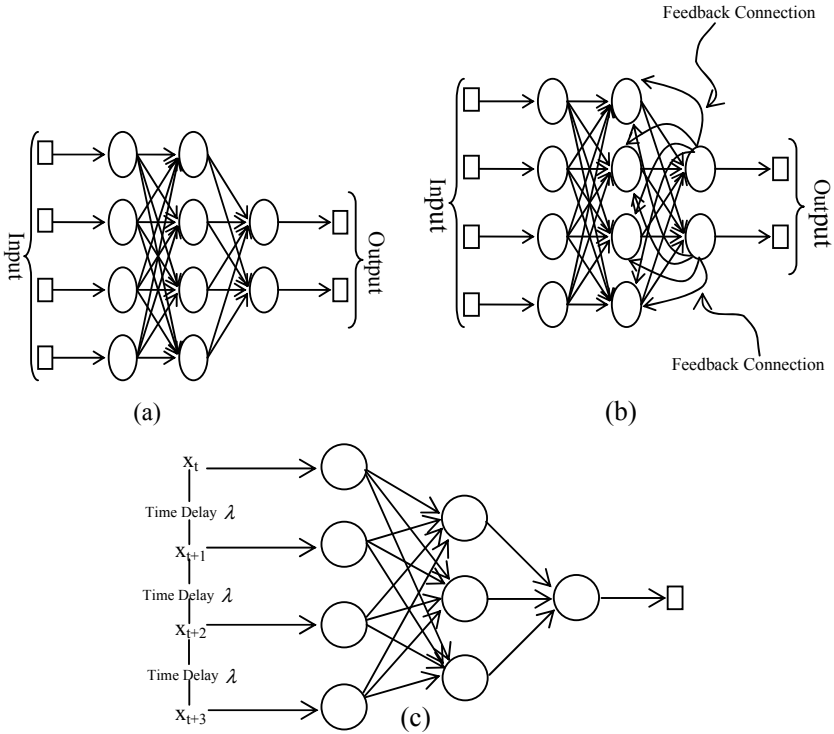 Feedback Connection
Input
Output
(a)
Input
Output
Feedback Connection
(b)
xt
Time Delay λ
xt+1
Time Delay λ
xt+2
Time Delay λ
xt+3
(c)